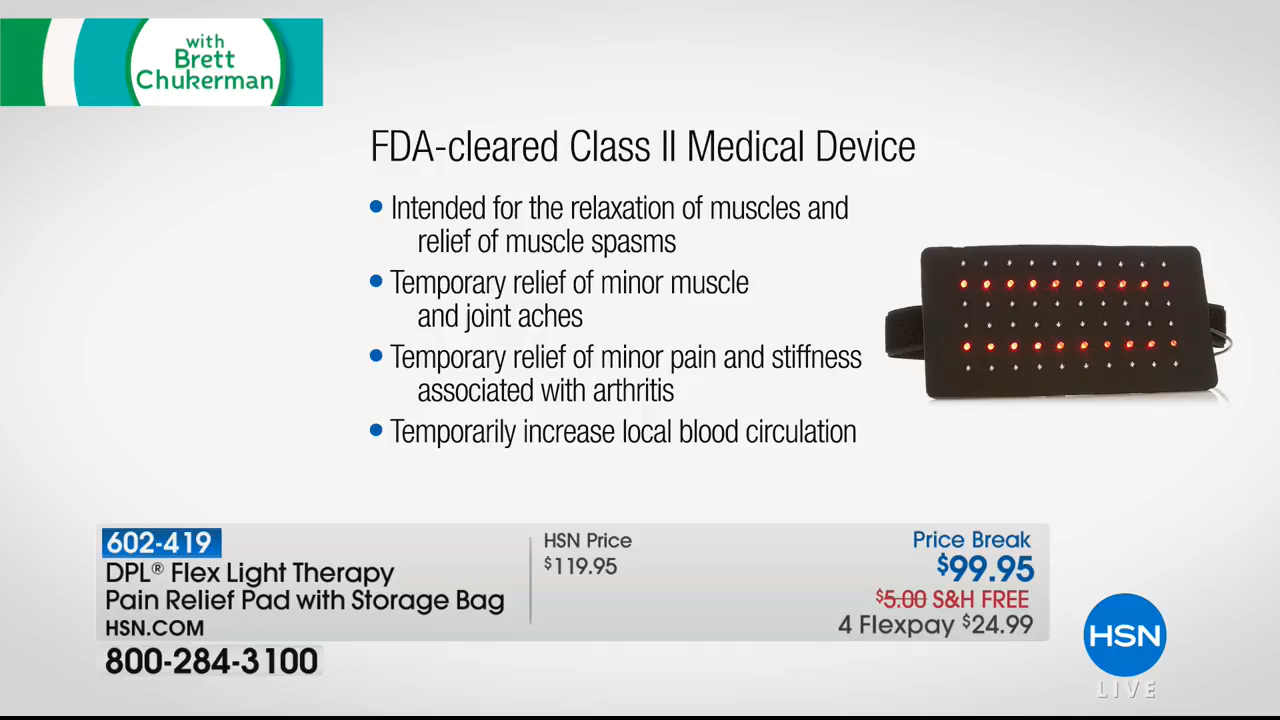 with
Brett
Chukerman
FDA-cleared Class II Medical Device
• Intended for the relaxation of muscles and
relief of muscle spasms
• Temporary relief of minor muscle
and joint aches
• Temporary relief of minor pain and stiffness
associated with arthritis
• Temporarily increase local blood circulation
602-419
DPL® Flex Light Therapy
Pain Relief Pad with Storage Bag
HSN.COM
800-284-3100
HSN Price
$119.95
Price Break
$99.95
$5.00 S&H FREE
4 Flexpay $24.99
HSN
LIVE